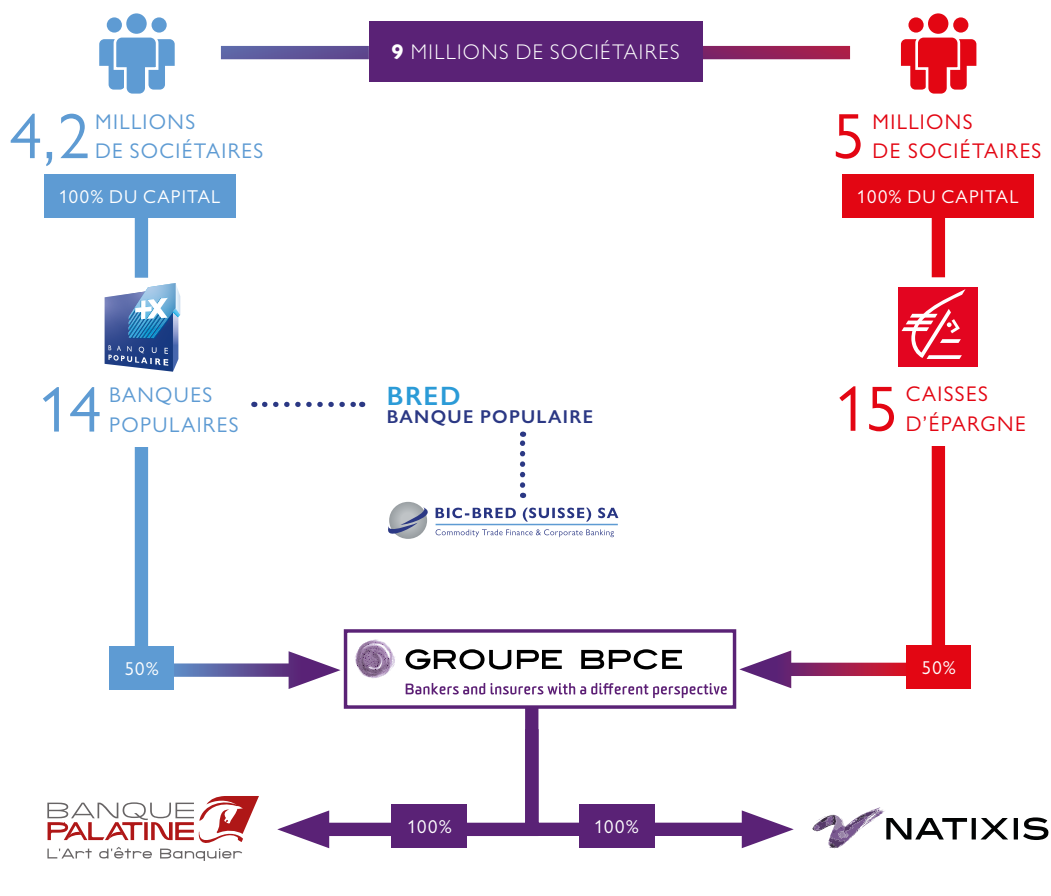 9 MILLIONS DE SOCIÉTAIRES
4,2 MILLIONS
DE SOCIÉTAIRES
5 MILLIONS
DE SOCIÉTAIRES
100% DU CAPITAL
100% DU CAPITAL
+X
BANQUE
POPULAIRE
14 BANQUES
POPULAIRES
BRED
BANQUE POPULAIRE
15 CAISSES
D'ÉPARGNE
BIC-BRED (SUISSE) SA
Commodity Trade Finance & Corporate Banking
50%
GROUPE BPCE
Bankers and insurers with a different perspective
50%
BANQUE
PALATINE
L'Art d'être Banquier
100%
100%
NATIXIS